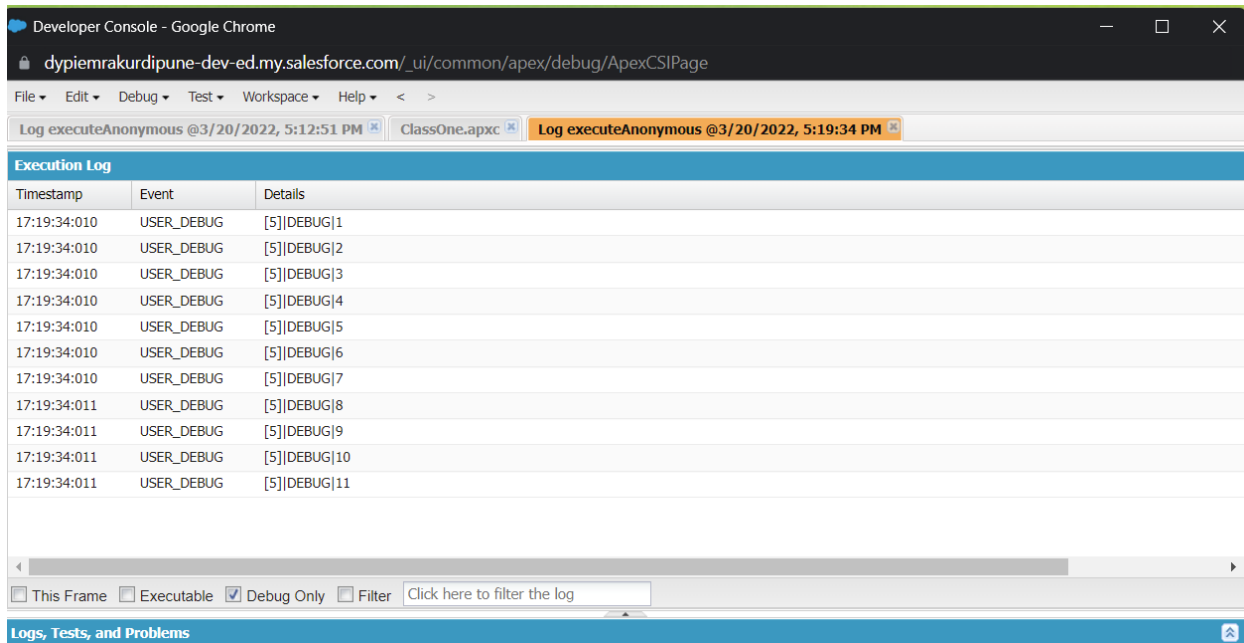 Developer Console - Google Chrome
dypiemrakurdipune-dev-ed.my.salesforce.com/_ui/common/apex/debug/ApexCSIPage
File Edit Debug Test Workspace Help < >
Log executeAnonymous @3/20/2022, 5:12:51 PM ClassOne.apxc Log executeAnonymous @3/20/2022, 5:19:34 PM
Execution Log
Timestamp Event Details
17:19:34:010 USER_DEBUG [5]|DEBUG|1
17:19:34:010 USER_DEBUG [5]|DEBUG|2
17:19:34:010 USER_DEBUG [5]|DEBUG|3
17:19:34:010 USER_DEBUG [5]|DEBUG|4
17:19:34:010 USER_DEBUG [5]|DEBUG|5
17:19:34:010 USER_DEBUG [5]|DEBUG|6
17:19:34:010 USER_DEBUG [5]|DEBUG|7
17:19:34:011 USER_DEBUG [5]|DEBUG|8
17:19:34:011 USER_DEBUG [5]|DEBUG|9
17:19:34:011 USER_DEBUG [5]|DEBUG|10
17:19:34:011 USER_DEBUG [5]|DEBUG|11
This Frame Executable Debug Only Filter Click here to filter the log
Logs, Tests, and Problems